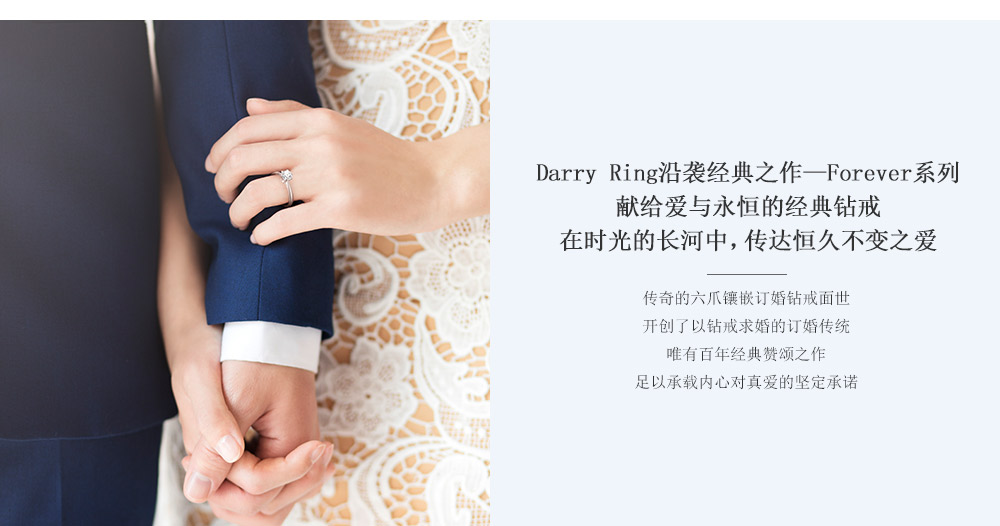 Darry Ring沿袭经典之作—Forever系列
献给爱与永恒的经典钻戒
在时光的长河中，传达恒久不变之爱
传奇的六爪镶嵌订婚钻戒面世
开创了以钻戒求婚的订婚传统
唯有百年经典赞颂之作
足以承载内心对真爱的坚定承诺